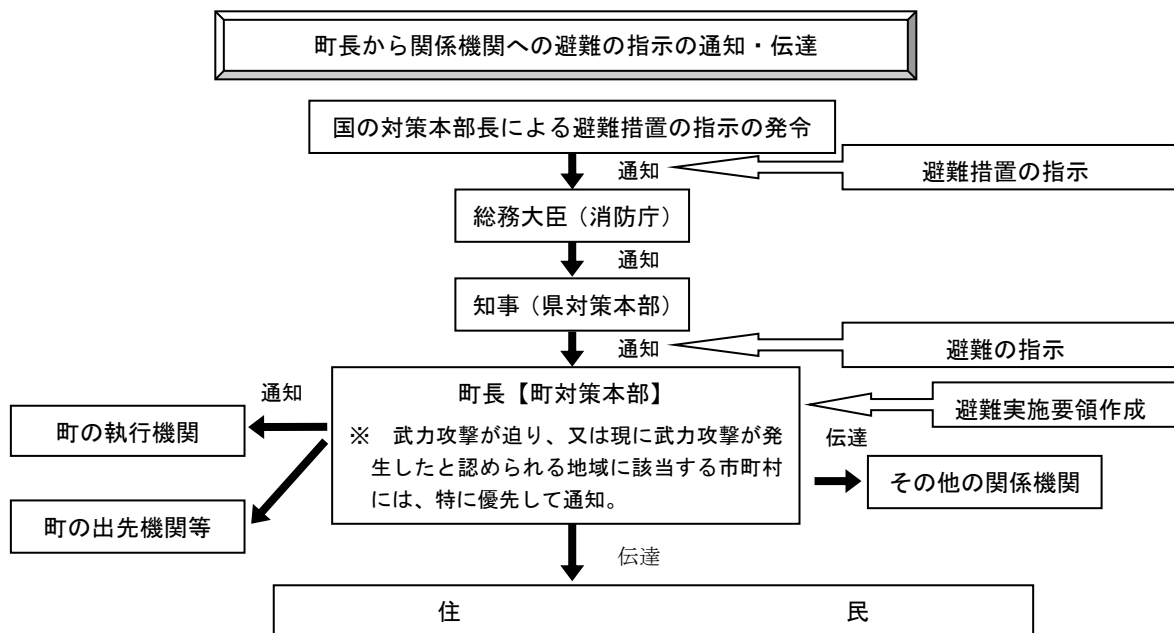 町長から関係機関への避難の指示の通知・伝達
国の対策本部長による避難措置の指示の発令
通知
避難措置の指示
総務大臣（消防庁）
通知
知事（県対策本部）
通知
避難の指示
町長【町対策本部】
※　武力攻撃が迫り、又は現に武力攻撃が発
生したと認められる地域に該当する市町村
には、特に優先して通知。
避難実施要領作成
通知
町の執行機関
町の出先機関等
伝達
その他の関係機関
伝達
住　民